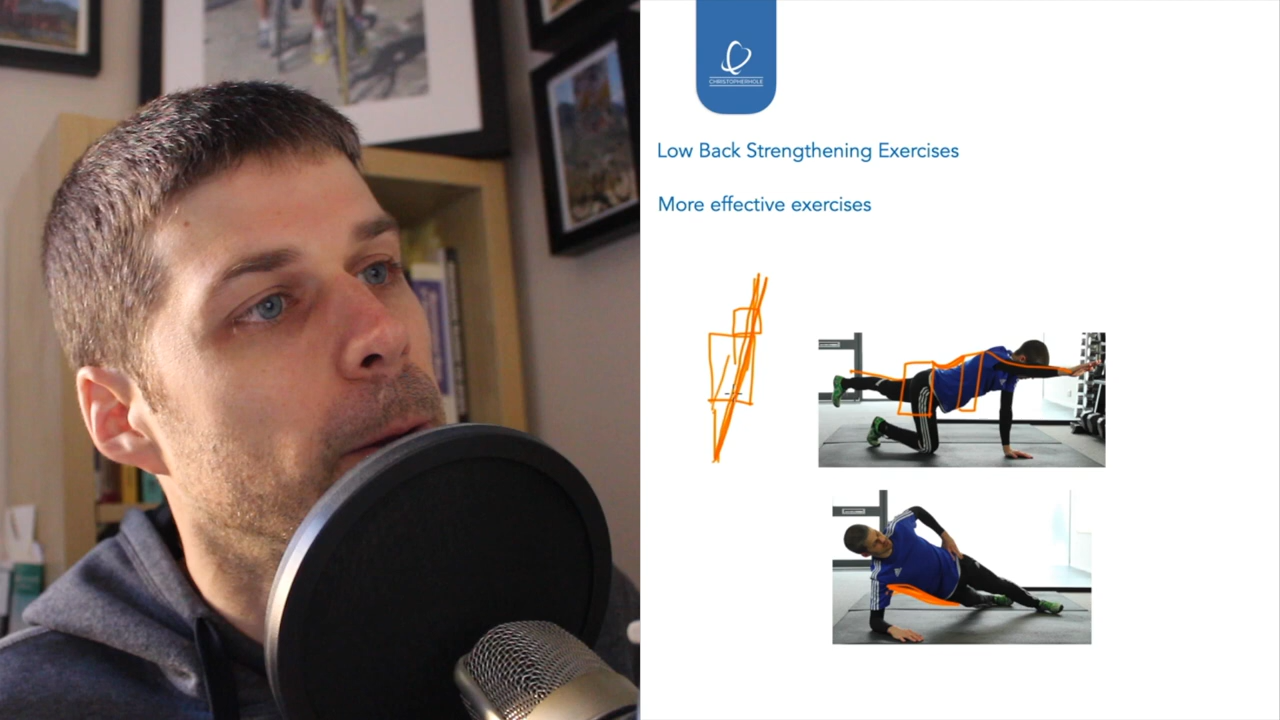 CHRISTOPHERHOLE
Low Back Strengthening Exercises
More effective exercises